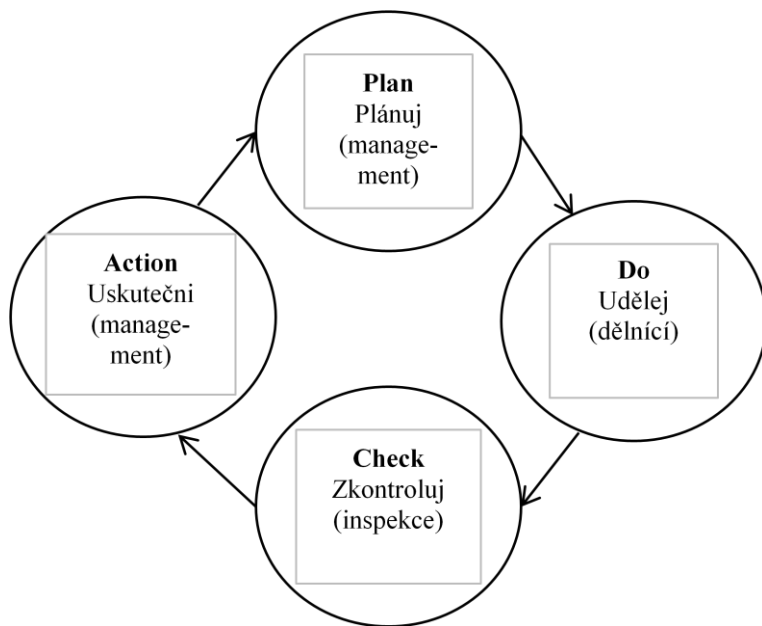 Plan
Plánuj
(manage-
ment)
Do
Udělej
(dělnící)
Check
Zkontroluj
(inspekce)
Action
Uskutečni
(manage-
ment)